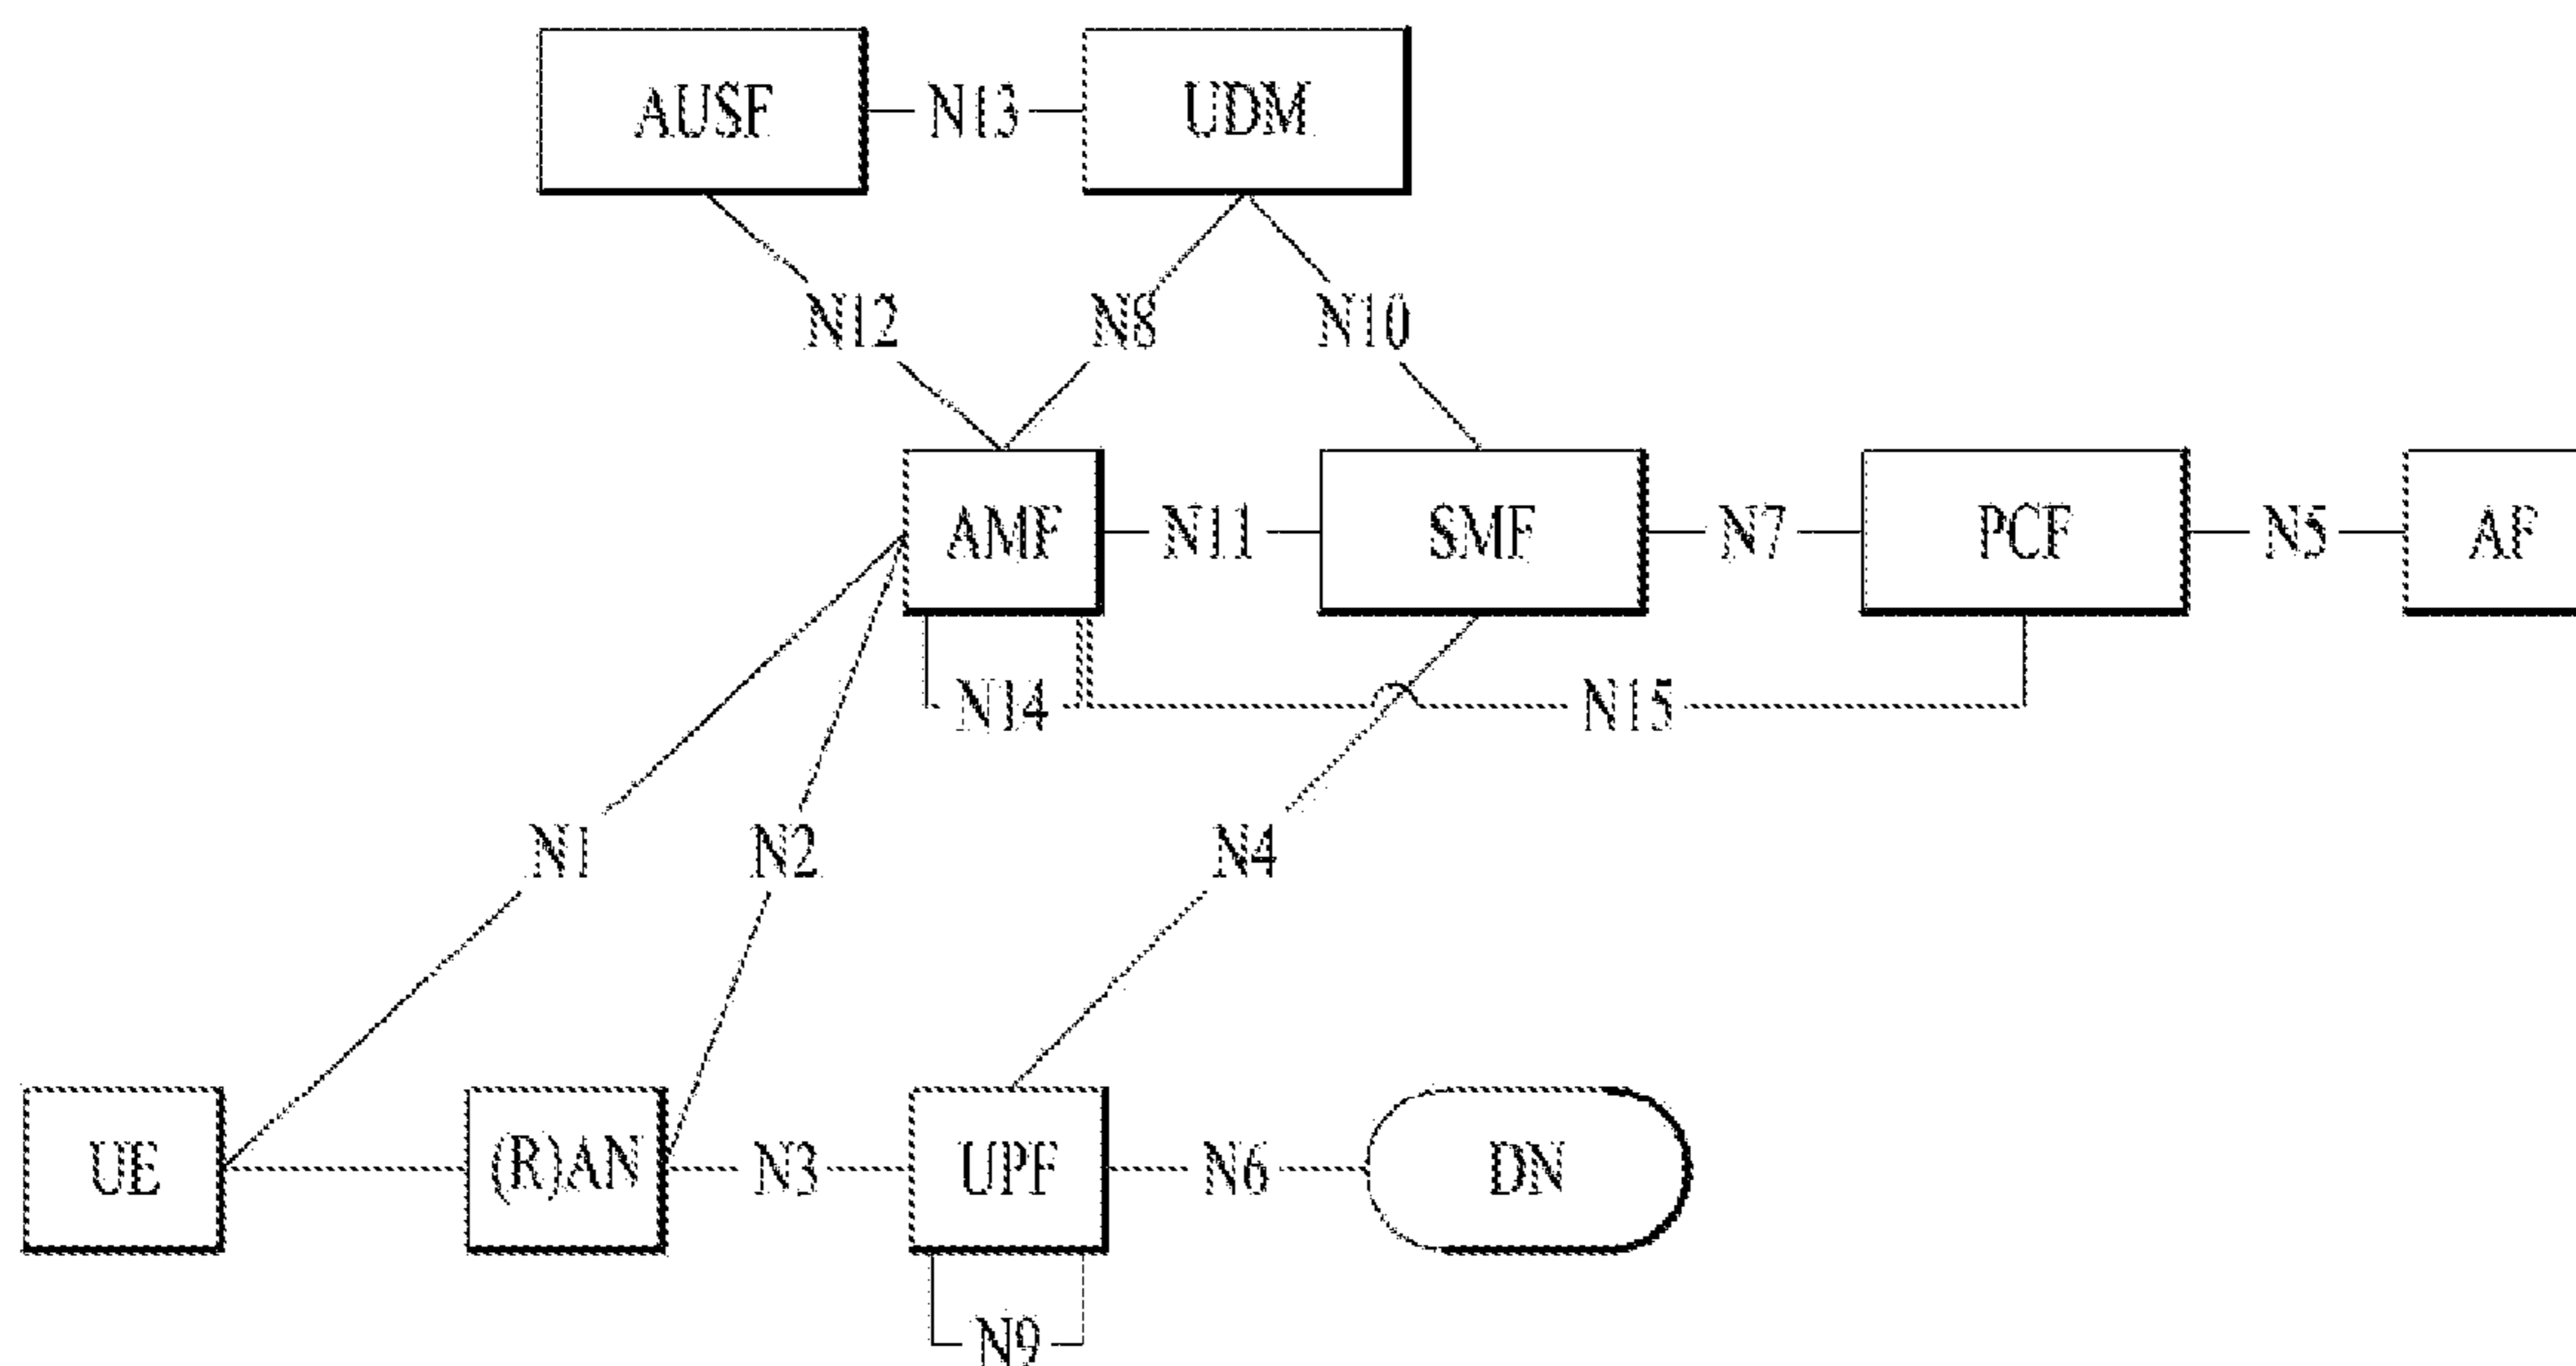 AUSF N13 UDM
N12 N8 N10
AMF N11 SMF N7 PCF N5 AF
N14 N15
N1 N2 N4
UE (R)AN N3 UPF N6 DN
N9